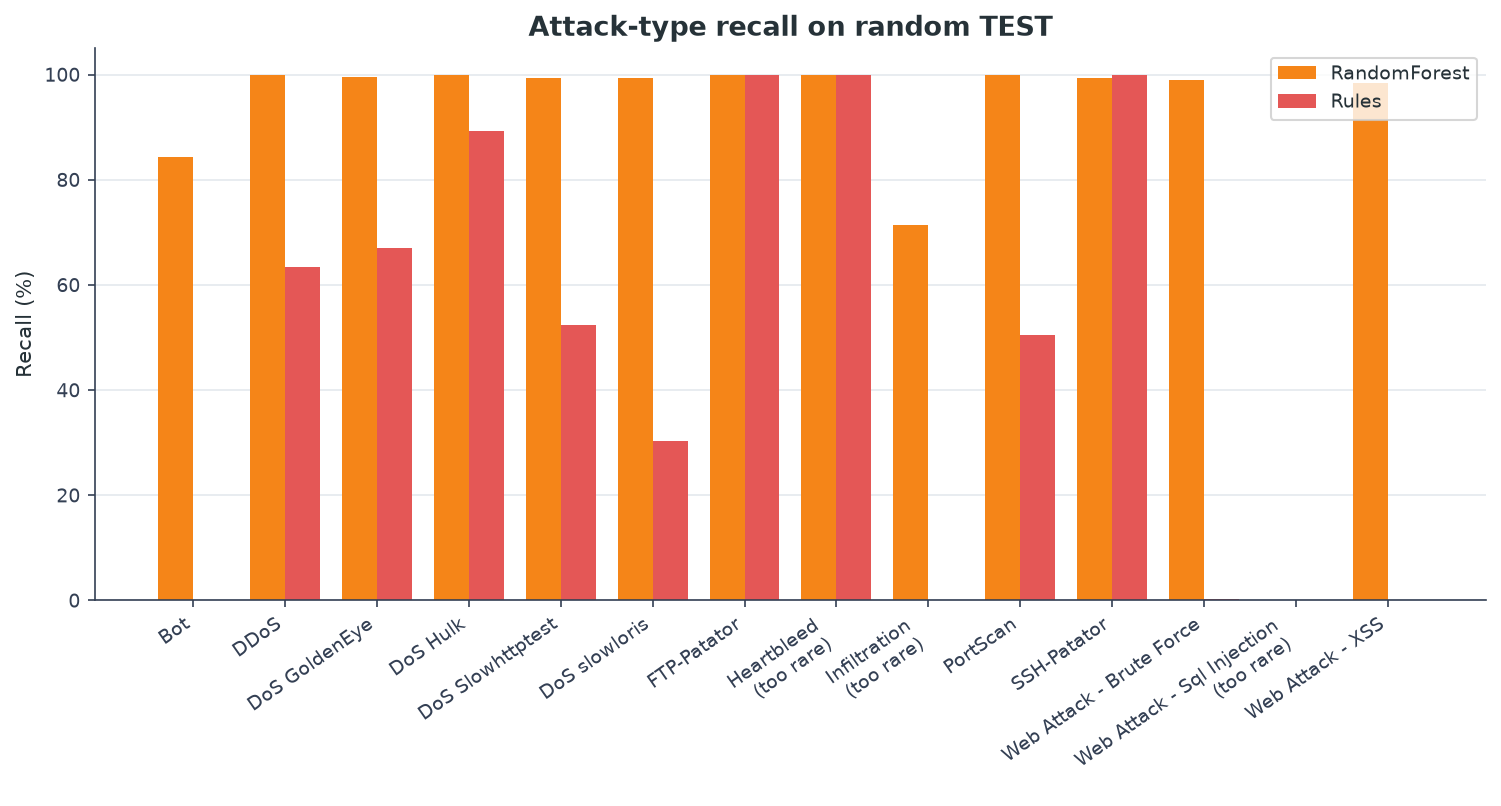 Attack-type recall on random TEST
RandomForest
Rules
Recall (%)
100
80
60
40
20
0
Bot
DDoS
DoS GoldenEye
DoS Hulk
DoS Slowhttptest
DoS slowloris
FTP-Patator
Heartbleed
(too rare)
Infiltration
(too rare)
PortScan
SSH-Patator
Web Attack - Brute Force
Web Attack - Sql Injection
(too rare)
Web Attack - XSS